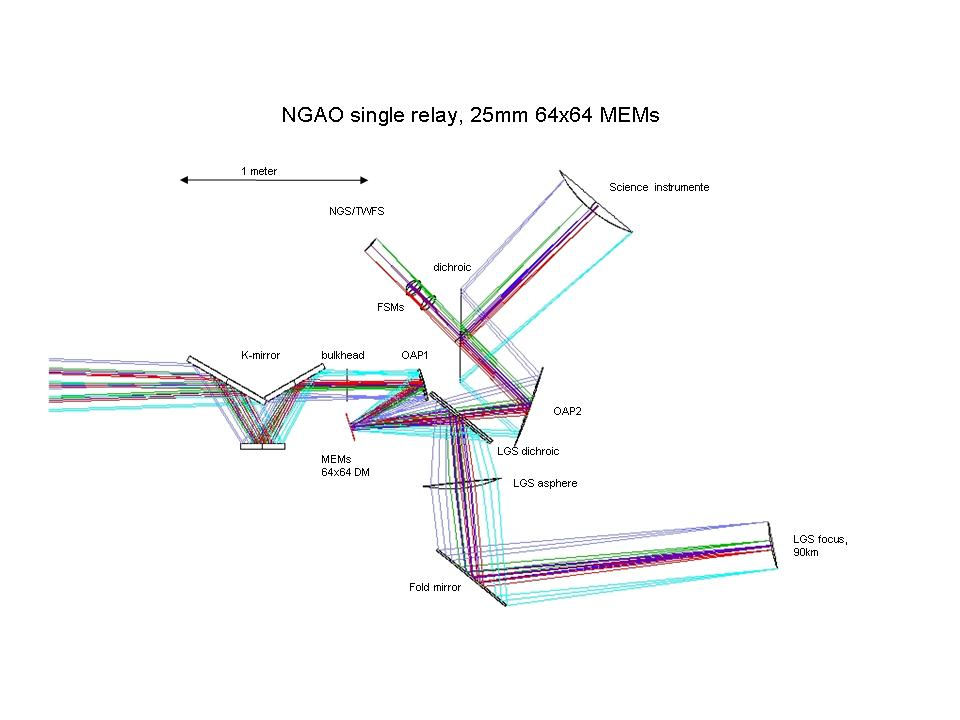 NGAO single relay, 25mm 64x64 MEMs
1 meter
Science instrumente
NGS/TWFS
dichroic
FSMs
K-mirror
bulkhead
OAP1
OAP2
LGS dichroic
MEMs
64x64 DM
LGS asphere
LGS focus,
90km
Fold mirror